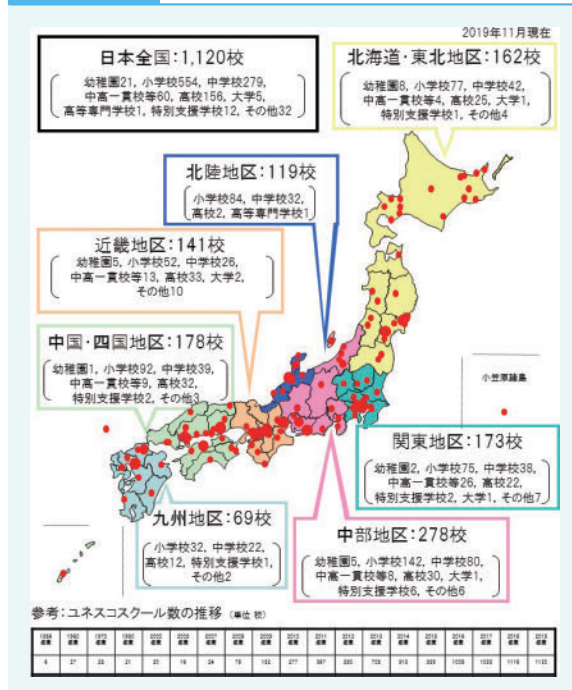 2019年11月現在
日本全国：1,120校
幼稚園21, 小学校554, 中学校279,
中高一貫校等60, 高校156, 大学5,
高等専門学校1, 特別支援学校12, その他32
北海道・東北地区：162校
幼稚園8, 小学校77, 中学校42,
中高一貫校等4, 高校25, 大学1,
特別支援学校1, その他4
北陸地区：119校
小学校84, 中学校32,
高校2, 高等専門学校1
近畿地区：141校
幼稚園5, 小学校52, 中学校26,
中高一貫校等13, 高校33, 大学2,
その他10
中国・四国地区：178校
幼稚園1, 小学校92, 中学校39,
中高一貫校等9, 高校32,
特別支援学校2, その他3
小笠原諸島
関東地区：173校
幼稚園2, 小学校75, 中学校38,
中高一貫校等26, 高校22,
特別支援学校2, 大学1, その他7
九州地区：69校
小学校32, 中学校22,
高校12, 特別支援学校1,
その他2
中部地区：278校
幼稚園5, 小学校142, 中学校80,
中高一貫校等8, 高校30, 大学1,
特別支援学校6, その他6
参考：ユネスコスクール数の推移 (単位 校)